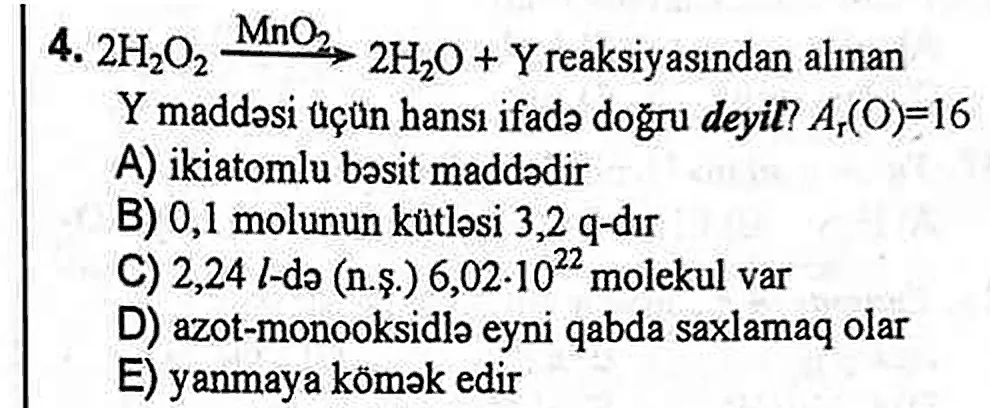 4. 2H₂O₂ MnO₂→ 2H₂O + Y reaksiyasından alınan
Y maddəsi üçün hansı ifadə doğru deyil? Aᵣ(O)=16
A) ikiatomlu bəsit maddədir
B) 0,1 molunun kütləsi 3,2 q-dır
C) 2,24 l-də (n.ş.) 6,02·10²² molekul var
D) azot-monooksidlə eyni qabda saxlamaq olar
E) yanmaya kömək edir